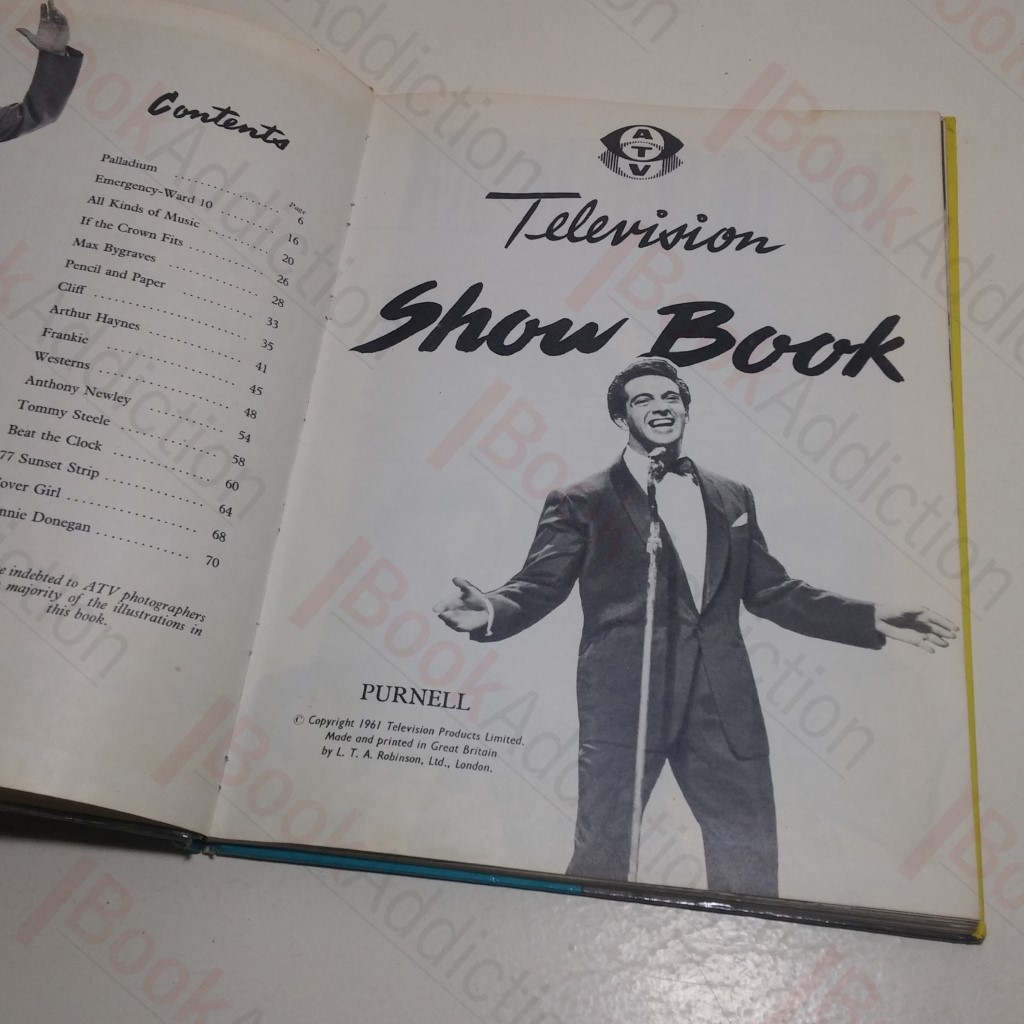 Contents
Page
Palladium ............ 6
Emergency-Ward 10 ............ 16
All Kinds of Music ............ 20
If the Crown Fits ............ 26
Max Bygraves ............ 28
Pencil and Paper ............ 33
Cliff ............ 35
Arthur Haynes ............ 41
Frankie ............ 45
Westerns ............ 48
Anthony Newley ............ 54
Tommy Steele ............ 58
Beat the Clock ............ 60
77 Sunset Strip ............ 64
over Girl ............ 68
nnie Donegan ............ 70
e indebted to ATV photographers
majority of the illustrations in
this book.
ATV
Television
Show Book
PURNELL
© Copyright 1961 Television Products Limited.
Made and printed in Great Britain
by L. T. A. Robinson, Ltd., London.
BookAddiction